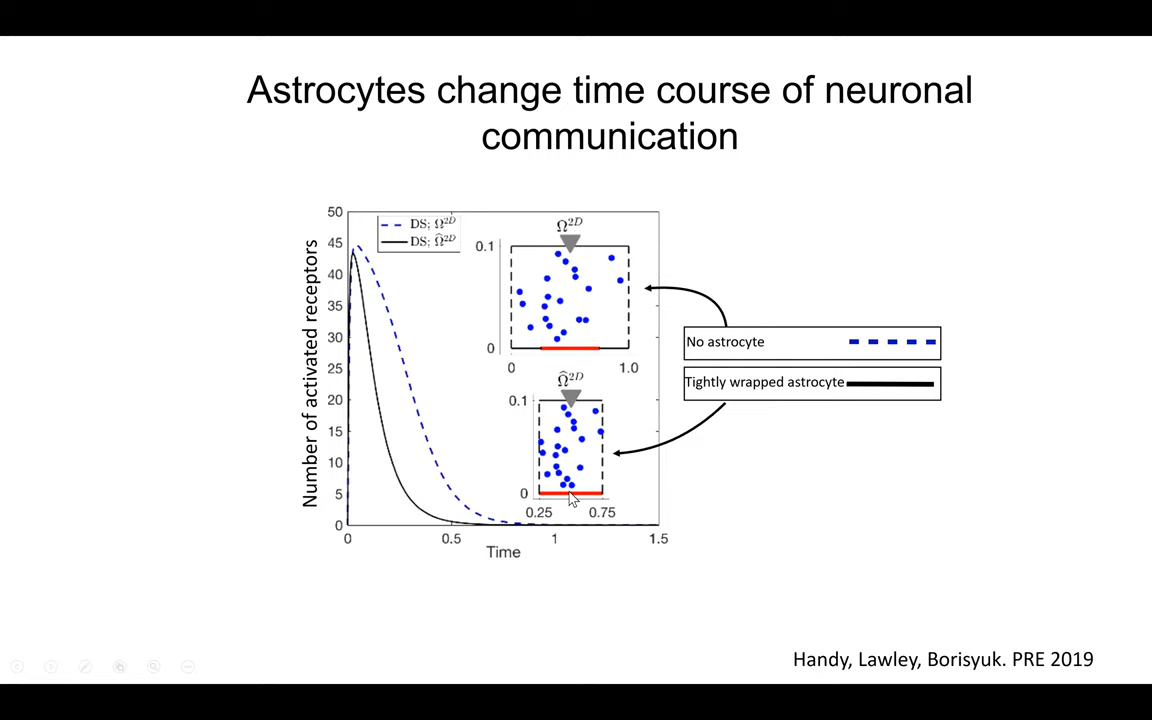 Astrocytes change time course of neuronal
communication
Number of activated receptors
50
45
40
35
30
25
20
15
10
5
0
DS; Ω²ᴰ
DS; Ω̂²ᴰ
Ω²ᴰ
0.1
0
0
1.0
Ω̂²ᴰ
0.1
0
0.25
0.75
0
0.5
1
1.5
Time
No astrocyte
Tightly wrapped astrocyte
Handy, Lawley, Borisyuk. PRE 2019